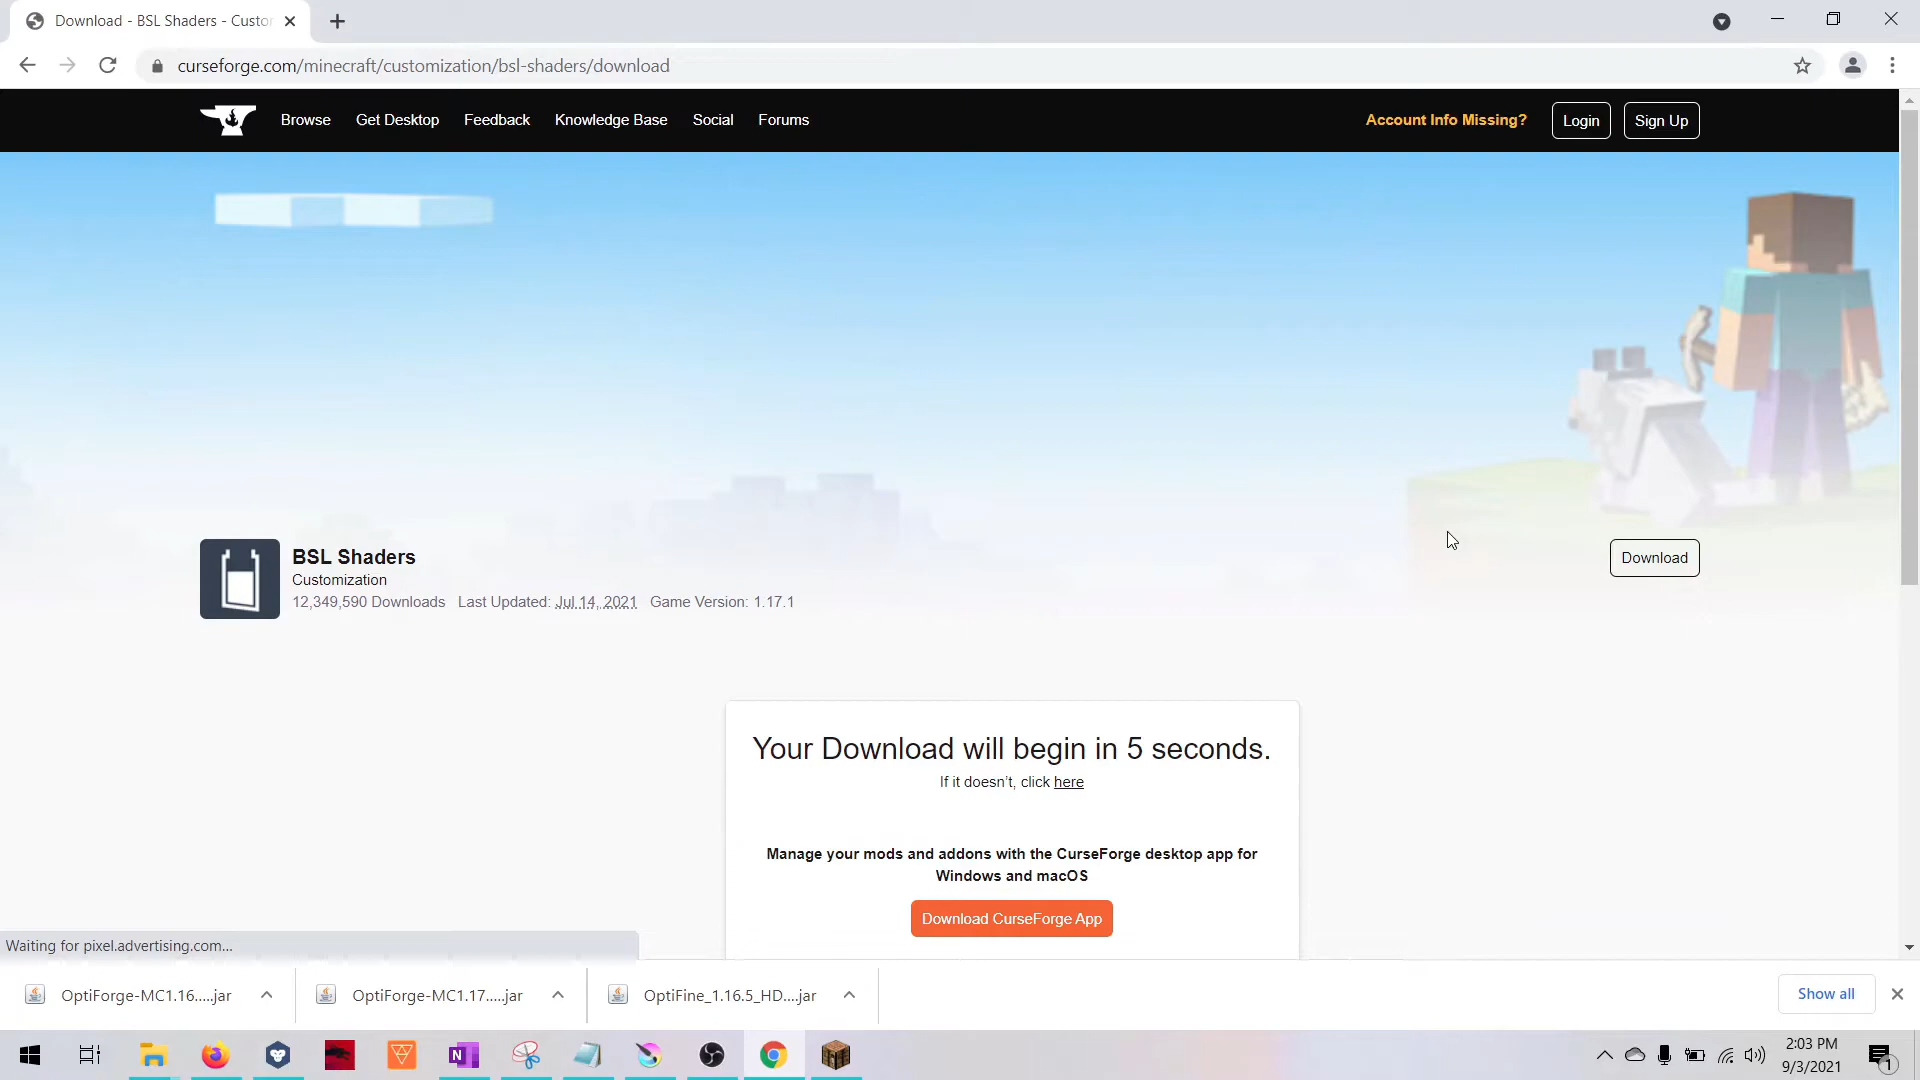 Download - BSL Shaders - Custo
curseforge.com/minecraft/customization/bsl-shaders/download
Browse Get Desktop Feedback Knowledge Base Social Forums Account Info Missing? Login Sign Up
BSL Shaders
Customization
12,349,590 Downloads Last Updated: Jul 14, 2021 Game Version: 1.17.1
Download
Your Download will begin in 5 seconds.
If it doesn't, click here
Manage your mods and addons with the CurseForge desktop app for
Windows and macOS
Download CurseForge App
Waiting for pixel.advertising.com...
OptiForge-MC1.16.....jar OptiForge-MC1.17.....jar OptiFine_1.16.5_HD....jar Show all
N
2:03 PM
9/3/2021
1